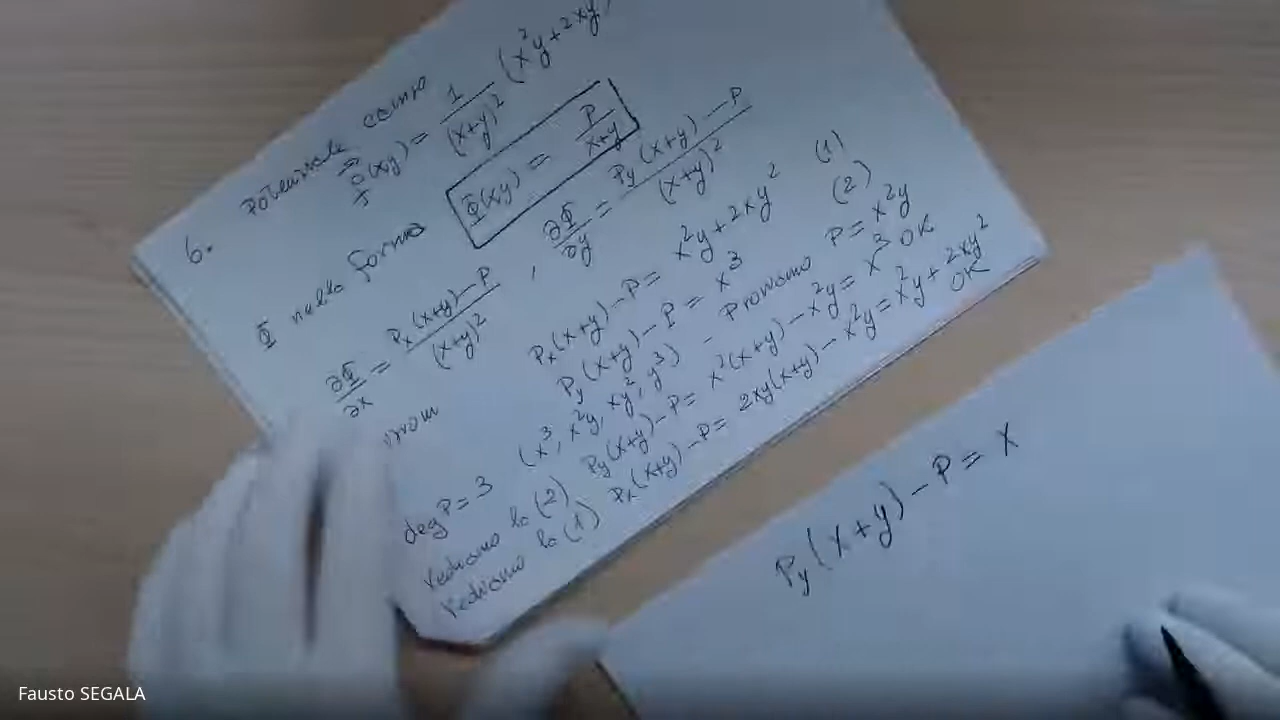 6. potenziale campo
F(x,y) = 1/(x+y)² (x²y+2xy
Φ nella forma Φ(x,y) = P/(x+y)
∂Φ/∂x = (Pₓ(x+y)-P)/(x+y)² , ∂Φ/∂y = (P_y(x+y)-P)/(x+y)²
Pₓ(x+y)-P = x²y+2xy² (1)
P_y(x+y)-P = x³ (2)
deg P = 3 (x³, x²y, xy², y³) - Proviamo P = x²y
Vediamo la (2) P_y(x+y)-P = x²(x+y)-x²y = x³ OK
Vediamo la (1) Pₓ(x+y)-P = 2xy(x+y)-x²y = x²y+2xy² OK
P_y(x+y)-P = x
Fausto SEGALA